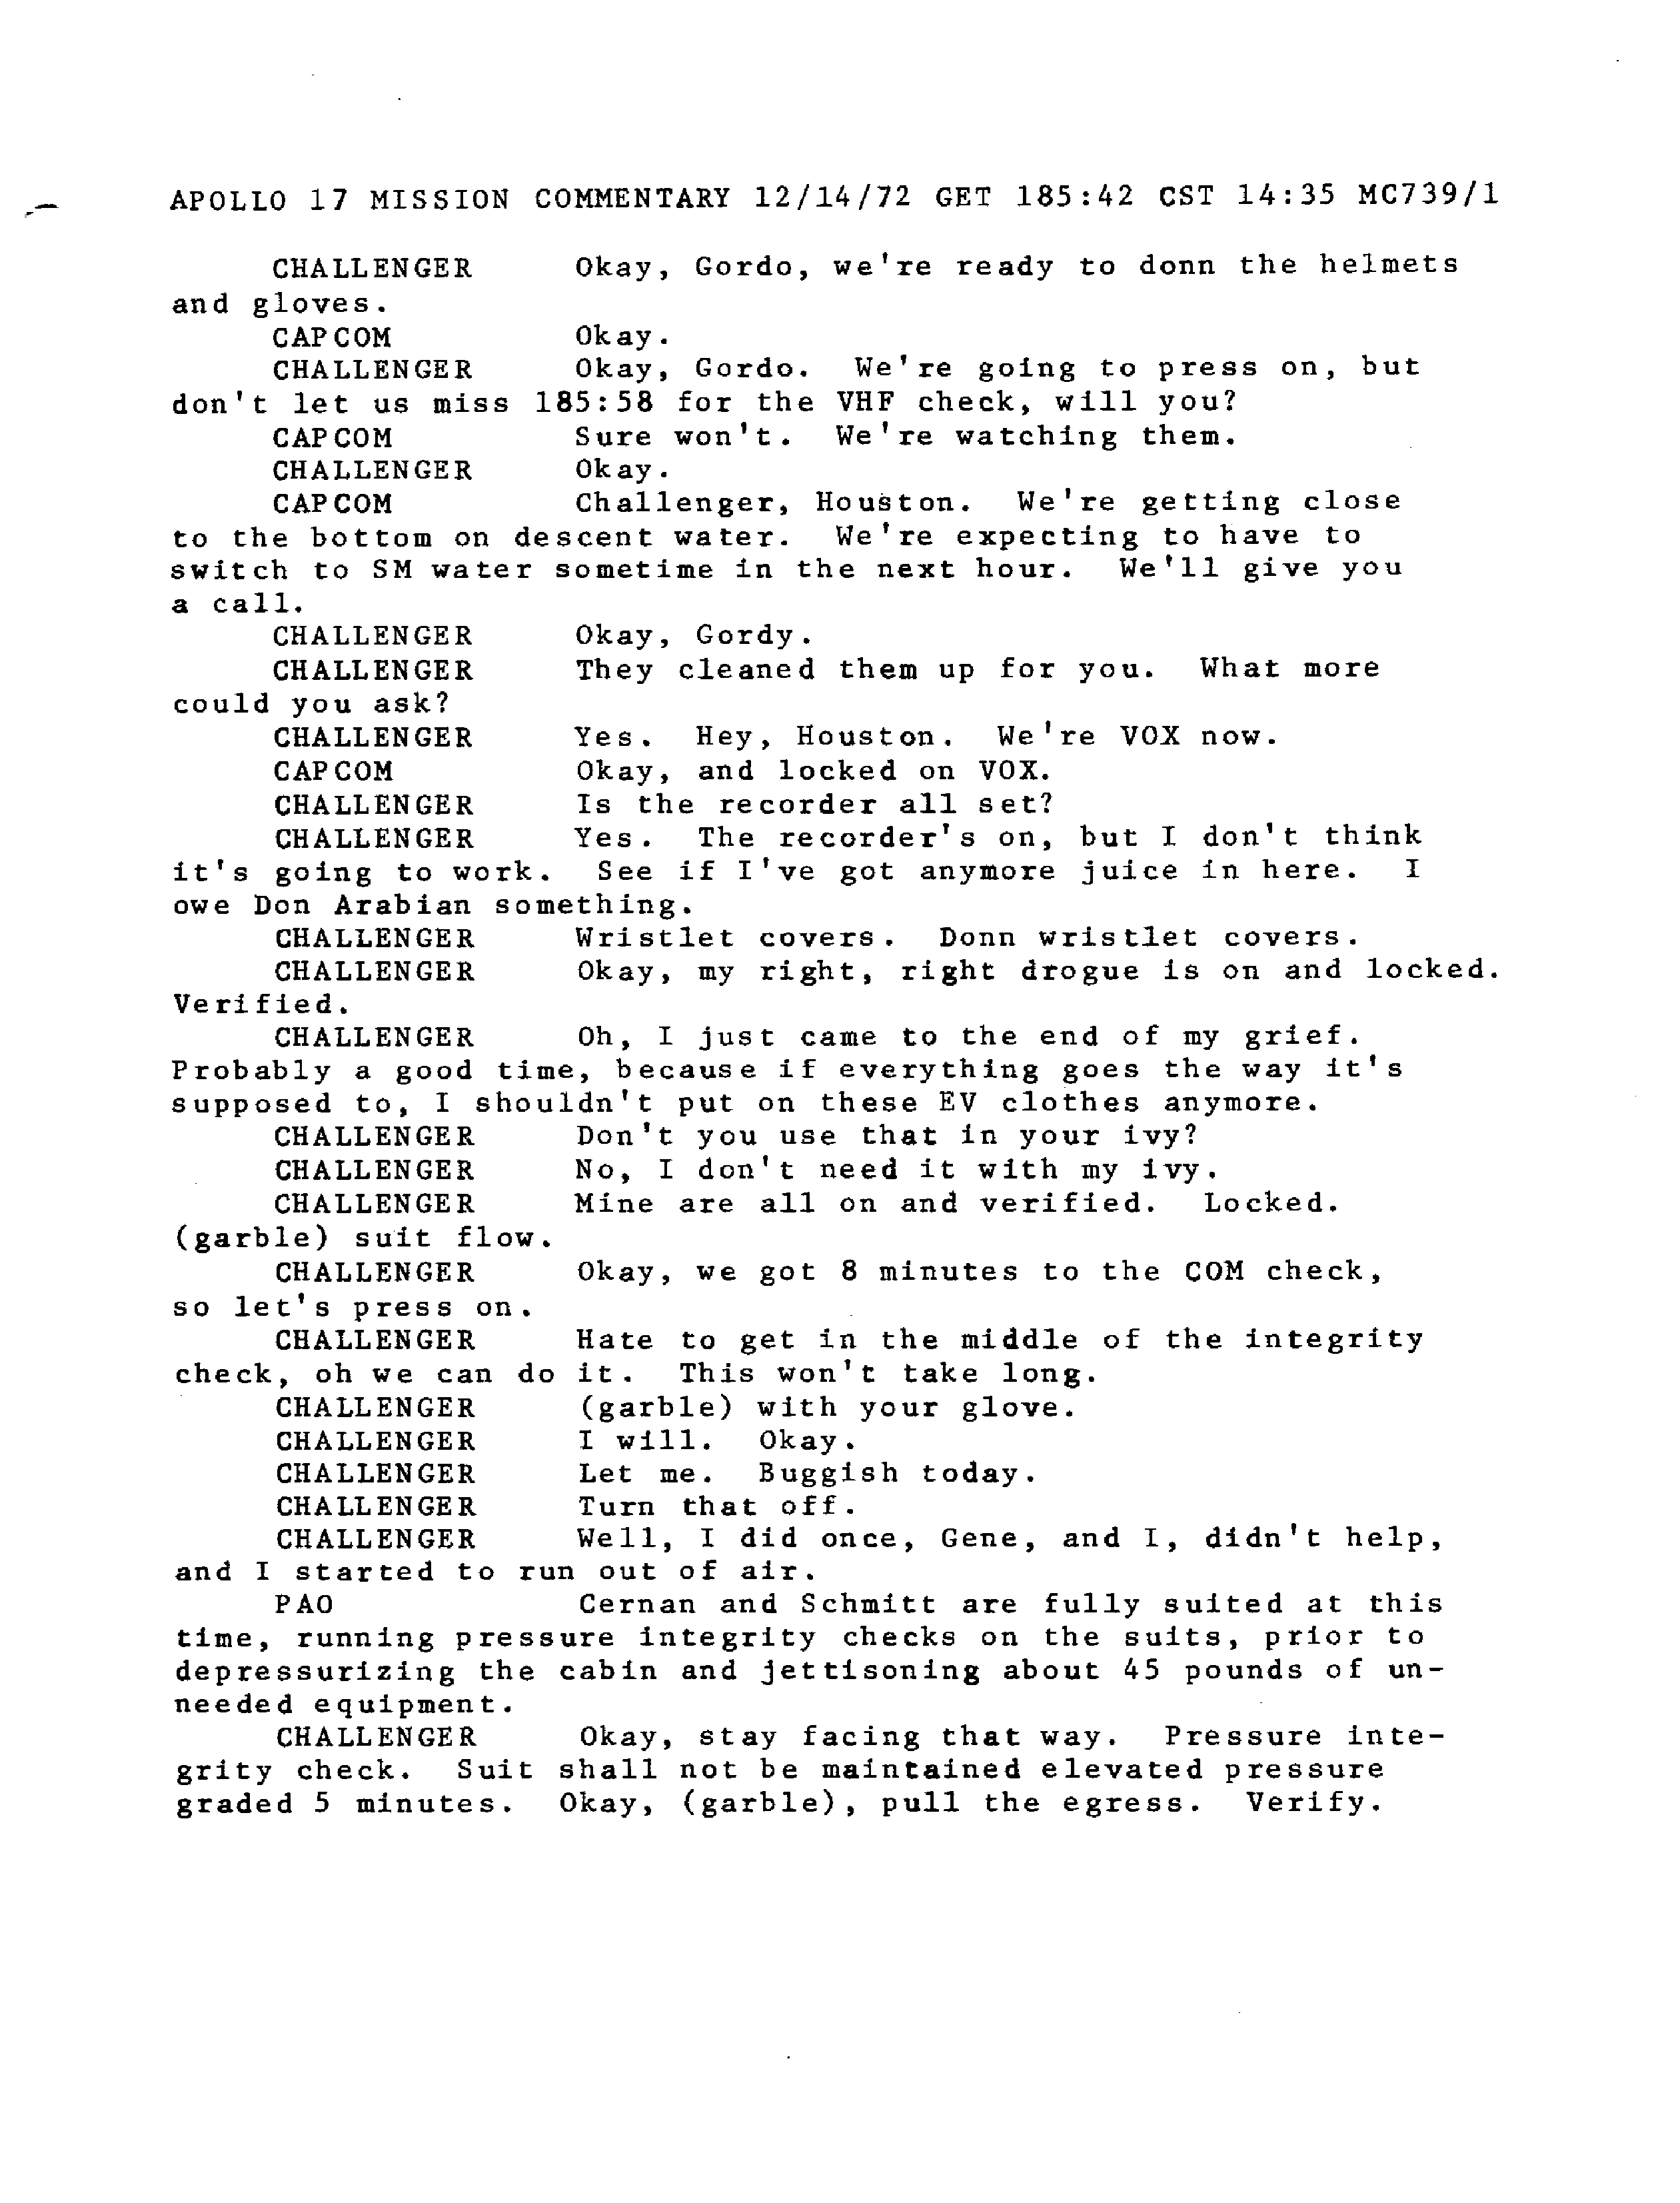 APOLLO 17 MISSION COMMENTARY 12/14/72 GET 185:42 CST 14:35 MC739/1
CHALLENGER Okay, Gordo, we're ready to donn the helmets
and gloves.
CAPCOM Okay.
CHALLENGER Okay, Gordo. We're going to press on, but
don't let us miss 185:58 for the VHF check, will you?
CAPCOM Sure won't. We're watching them.
CHALLENGER Okay.
CAPCOM Challenger, Houston. We're getting close
to the bottom on descent water. We're expecting to have to
switch to SM water sometime in the next hour. We'll give you
a call.
CHALLENGER Okay, Gordy.
CHALLENGER They cleaned them up for you. What more
could you ask?
CHALLENGER Yes. Hey, Houston. We're VOX now.
CAPCOM Okay, and locked on VOX.
CHALLENGER Is the recorder all set?
CHALLENGER Yes. The recorder's on, but I don't think
it's going to work. See if I've got anymore juice in here. I
owe Don Arabian something.
CHALLENGER Wristlet covers. Donn wristlet covers.
CHALLENGER Okay, my right, right drogue is on and locked.
Verified.
CHALLENGER Oh, I just came to the end of my grief.
Probably a good time, because if everything goes the way it's
supposed to, I shouldn't put on these EV clothes anymore.
CHALLENGER Don't you use that in your ivy?
CHALLENGER No, I don't need it with my ivy.
CHALLENGER Mine are all on and verified. Locked.
(garble) suit flow.
CHALLENGER Okay, we got 8 minutes to the COM check,
so let's press on.
CHALLENGER Hate to get in the middle of the integrity
check, oh we can do it. This won't take long.
CHALLENGER (garble) with your glove.
CHALLENGER I will. Okay.
CHALLENGER Let me. Buggish today.
CHALLENGER Turn that off.
CHALLENGER Well, I did once, Gene, and I, didn't help,
and I started to run out of air.
PAO Cernan and Schmitt are fully suited at this
time, running pressure integrity checks on the suits, prior to
depressurizing the cabin and jettisoning about 45 pounds of un-
needed equipment.
CHALLENGER Okay, stay facing that way. Pressure inte-
grity check. Suit shall not be maintained elevated pressure
graded 5 minutes. Okay, (garble), pull the egress. Verify.